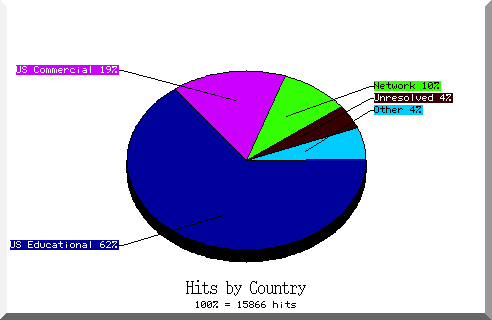 US Commercial 19%
Network 10%
Unresolved 4%
Other 4%
US Educational 62%
Hits by Country
100% = 15866 hits